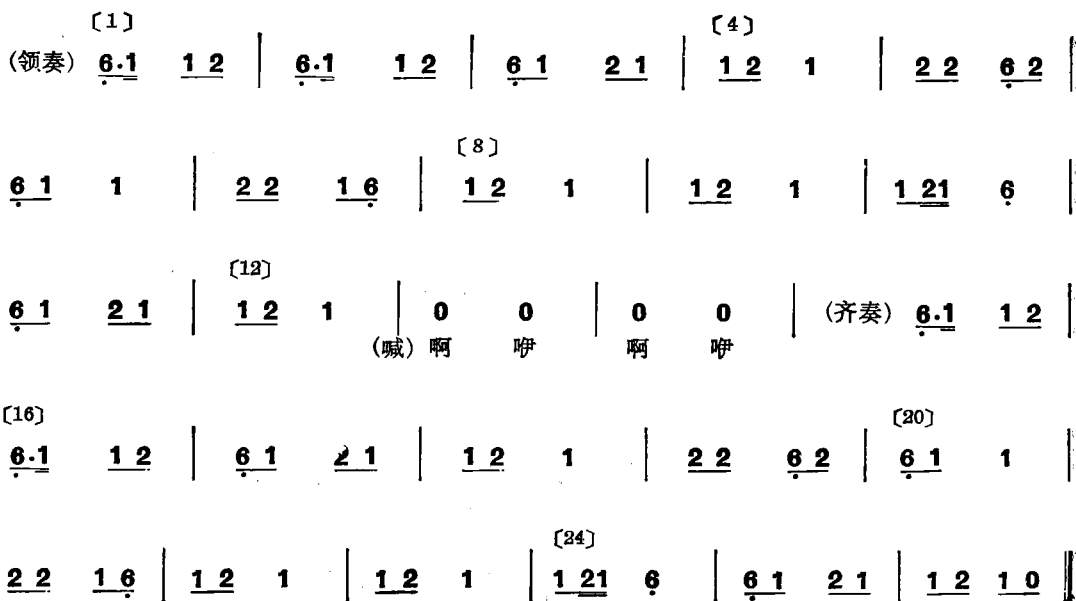 〔1〕 〔4〕
(领奏) 6·1 1 2 | 6·1 1 2 | 6 1 2 1 | 1 2 1 | 2 2 6 2 |
〔8〕
6 1 1 | 2 2 1 6 | 1 2 1 | 1 2 1 | 1 21 6 |
〔12〕
6 1 2 1 | 1 2 1 | 0 0 | 0 0 | (齐奏) 6·1 1 2 |
(喊) 啊 咿 啊 咿
〔16〕 〔20〕
6·1 1 2 | 6 1 2 1 | 1 2 1 | 2 2 6 2 | 6 1 1 |
〔24〕
2 2 1 6 | 1 2 1 | 1 2 1 | 1 21 6 | 6 1 2 1 | 1 2 1 0 ‖